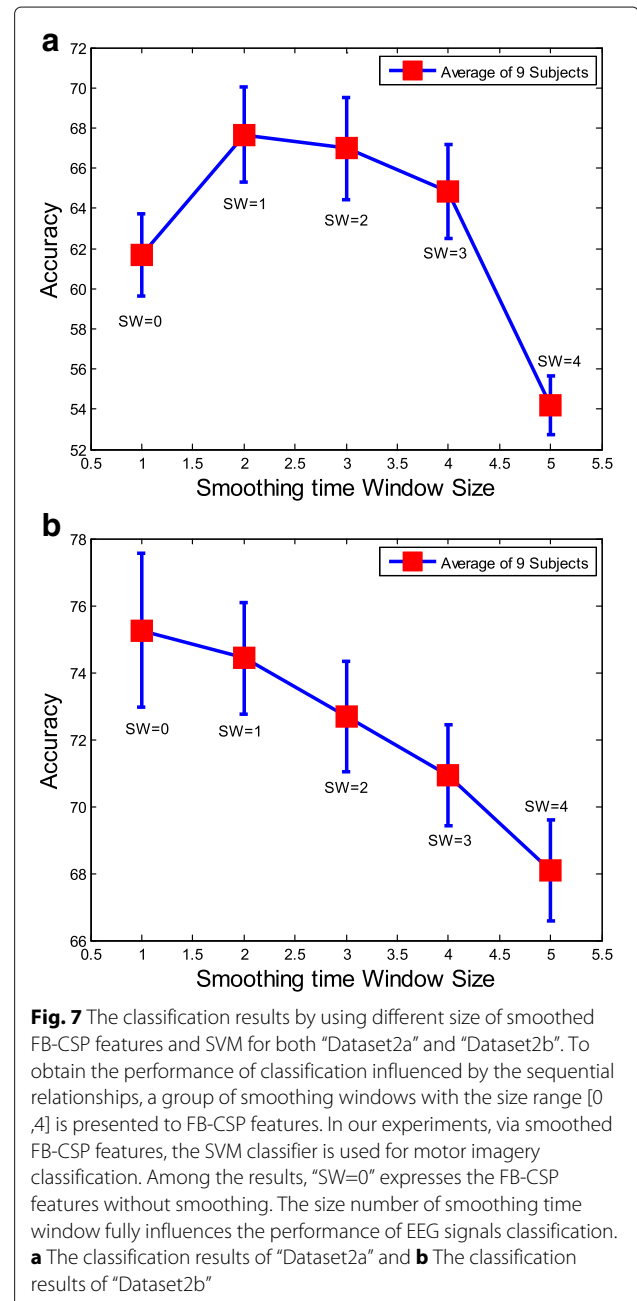 a
72
70
68
66
64
62
60
58
56
54
52
Accuracy
Average of 9 Subjects
SW=0
SW=1
SW=2
SW=3
SW=4
0.5 1 1.5 2 2.5 3 3.5 4 4.5 5 5.5
Smoothing time Window Size
b
78
76
74
72
70
68
66
Accuracy
Average of 9 Subjects
SW=0
SW=1
SW=2
SW=3
SW=4
0.5 1 1.5 2 2.5 3 3.5 4 4.5 5 5.5
Smoothing time Window Size
Fig. 7 The classification results by using different size of smoothed
FB-CSP features and SVM for both “Dataset2a” and “Dataset2b”. To
obtain the performance of classification influenced by the sequential
relationships, a group of smoothing windows with the size range [0
,4] is presented to FB-CSP features. In our experiments, via smoothed
FB-CSP features, the SVM classifier is used for motor imagery
classification. Among the results, “SW=0” expresses the FB-CSP
features without smoothing. The size number of smoothing time
window fully influences the performance of EEG signals classification.
a The classification results of “Dataset2a” and b The classification
results of “Dataset2b”